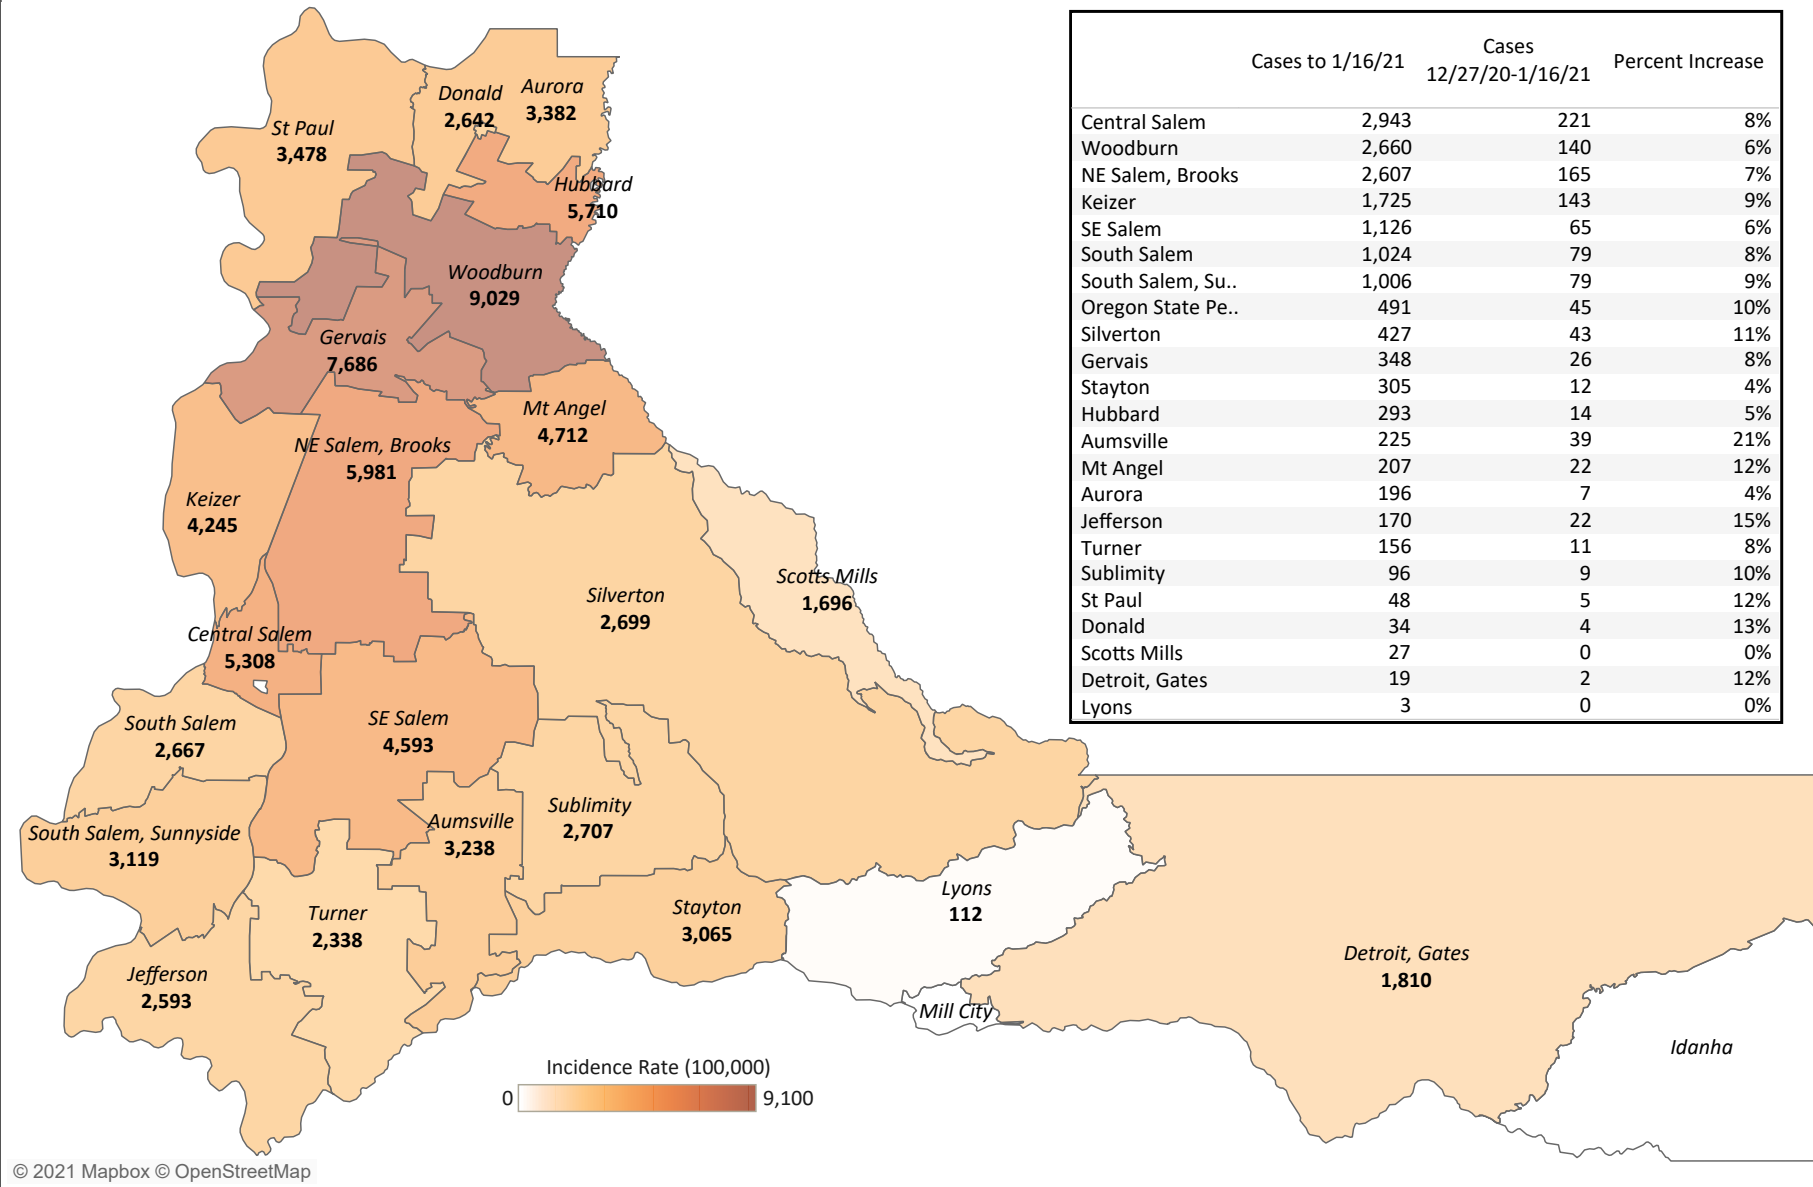 Cases to 1/16/21
Cases
12/27/20-1/16/21
Percent Increase
Central Salem 2,943 221 8%
Woodburn 2,660 140 6%
NE Salem, Brooks 2,607 165 7%
Keizer 1,725 143 9%
SE Salem 1,126 65 6%
South Salem 1,024 79 8%
South Salem, Su.. 1,006 79 9%
Oregon State Pe.. 491 45 10%
Silverton 427 43 11%
Gervais 348 26 8%
Stayton 305 12 4%
Hubbard 293 14 5%
Aumsville 225 39 21%
Mt Angel 207 22 12%
Aurora 196 7 4%
Jefferson 170 22 15%
Turner 156 11 8%
Sublimity 96 9 10%
St Paul 48 5 12%
Donald 34 4 13%
Scotts Mills 27 0 0%
Detroit, Gates 19 2 12%
Lyons 3 0 0%
Donald
2,642
Aurora
3,382
St Paul
3,478
Hubbard
5,710
Woodburn
9,029
Gervais
7,686
Mt Angel
4,712
NE Salem, Brooks
5,981
Keizer
4,245
Scotts Mills
1,696
Silverton
2,699
Central Salem
5,308
South Salem
2,667
SE Salem
4,593
Sublimity
2,707
Aumsville
3,238
South Salem, Sunnyside
3,119
Lyons
112
Turner
2,338
Stayton
3,065
Detroit, Gates
1,810
Jefferson
2,593
Mill City
Idanha
Incidence Rate (100,000)
0 9,100
© 2021 Mapbox © OpenStreetMap